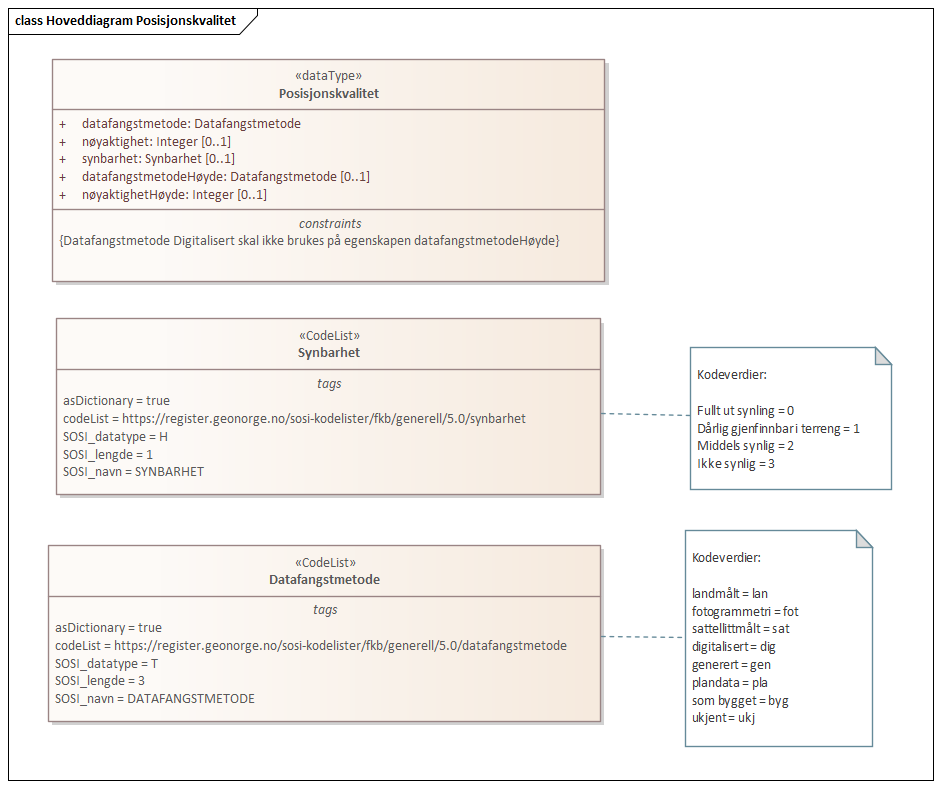 class Hoveddiagram Posisjonskvalitet
«dataType»
Posisjonskvalitet
+ datafangstmetode: Datafangstmetode
+ nøyaktighet: Integer [0..1]
+ synbarhet: Synbarhet [0..1]
+ datafangstmetodeHøyde: Datafangstmetode [0..1]
+ nøyaktighetHøyde: Integer [0..1]
constraints
{Datafangstmetode Digitalisert skal ikke brukes på egenskapen datafangstmetodeHøyde}
«CodeList»
Synbarhet
tags
asDictionary = true
codeList = https://register.geonorge.no/sosi-kodelister/fkb/generell/5.0/synbarhet
SOSI_datatype = H
SOSI_lengde = 1
SOSI_navn = SYNBARHET
Kodeverdier:
Fullt ut synling = 0
Dårlig gjenfinnbar i terreng = 1
Middels synlig = 2
Ikke synlig = 3
«CodeList»
Datafangstmetode
tags
asDictionary = true
codeList = https://register.geonorge.no/sosi-kodelister/fkb/generell/5.0/datafangstmetode
SOSI_datatype = T
SOSI_lengde = 3
SOSI_navn = DATAFANGSTMETODE
Kodeverdier:
landmålt = lan
fotogrammetri = fot
sattellittmålt = sat
digitalisert = dig
generert = gen
plandata = pla
som bygget = byg
ukjent = ukj